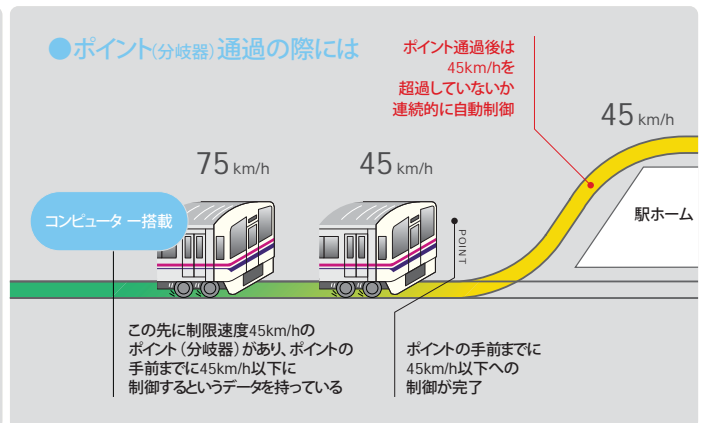 ●ポイント(分岐器)通過の際には
ポイント通過後は
45km/hを
超過していないか
連続的に自動制御
45 km/h
75 km/h
45 km/h
コンピューター搭載
駅ホーム
POINT
この先に制限速度45km/hの
ポイント(分岐器)があり、ポイントの
手前までに45km/h以下に
制御するというデータを持っている
ポイントの手前までに
45km/h以下への
制御が完了